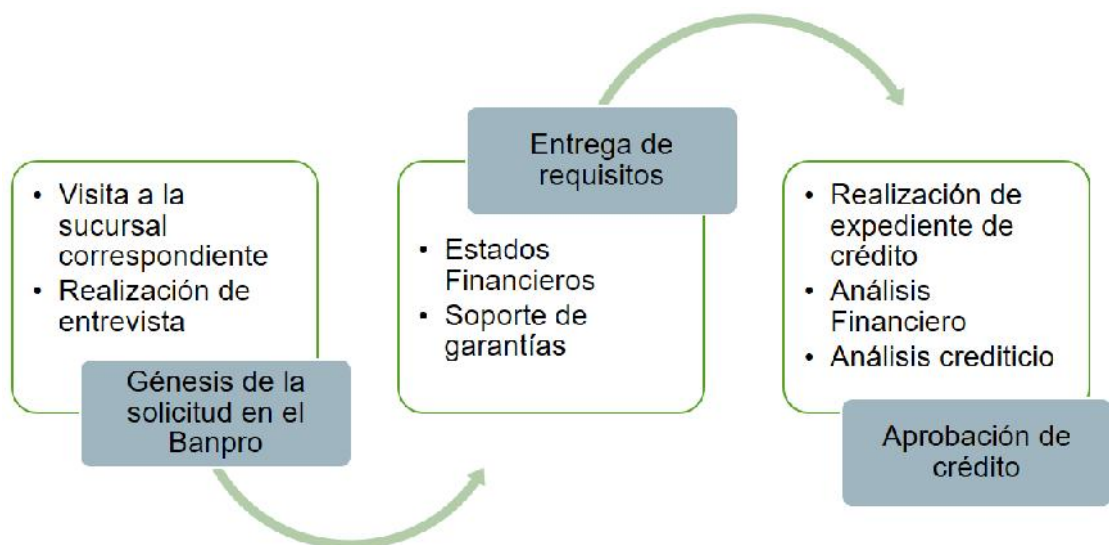 • Visita a la
sucursal
correspondiente
• Realización de
entrevista
Génesis de la
solicitud en el
Banpro
Entrega de
requisitos
• Estados
Financieros
• Soporte de
garantías
• Realización de
expediente de
crédito
• Análisis
Financiero
• Análisis crediticio
Aprobación de
crédito